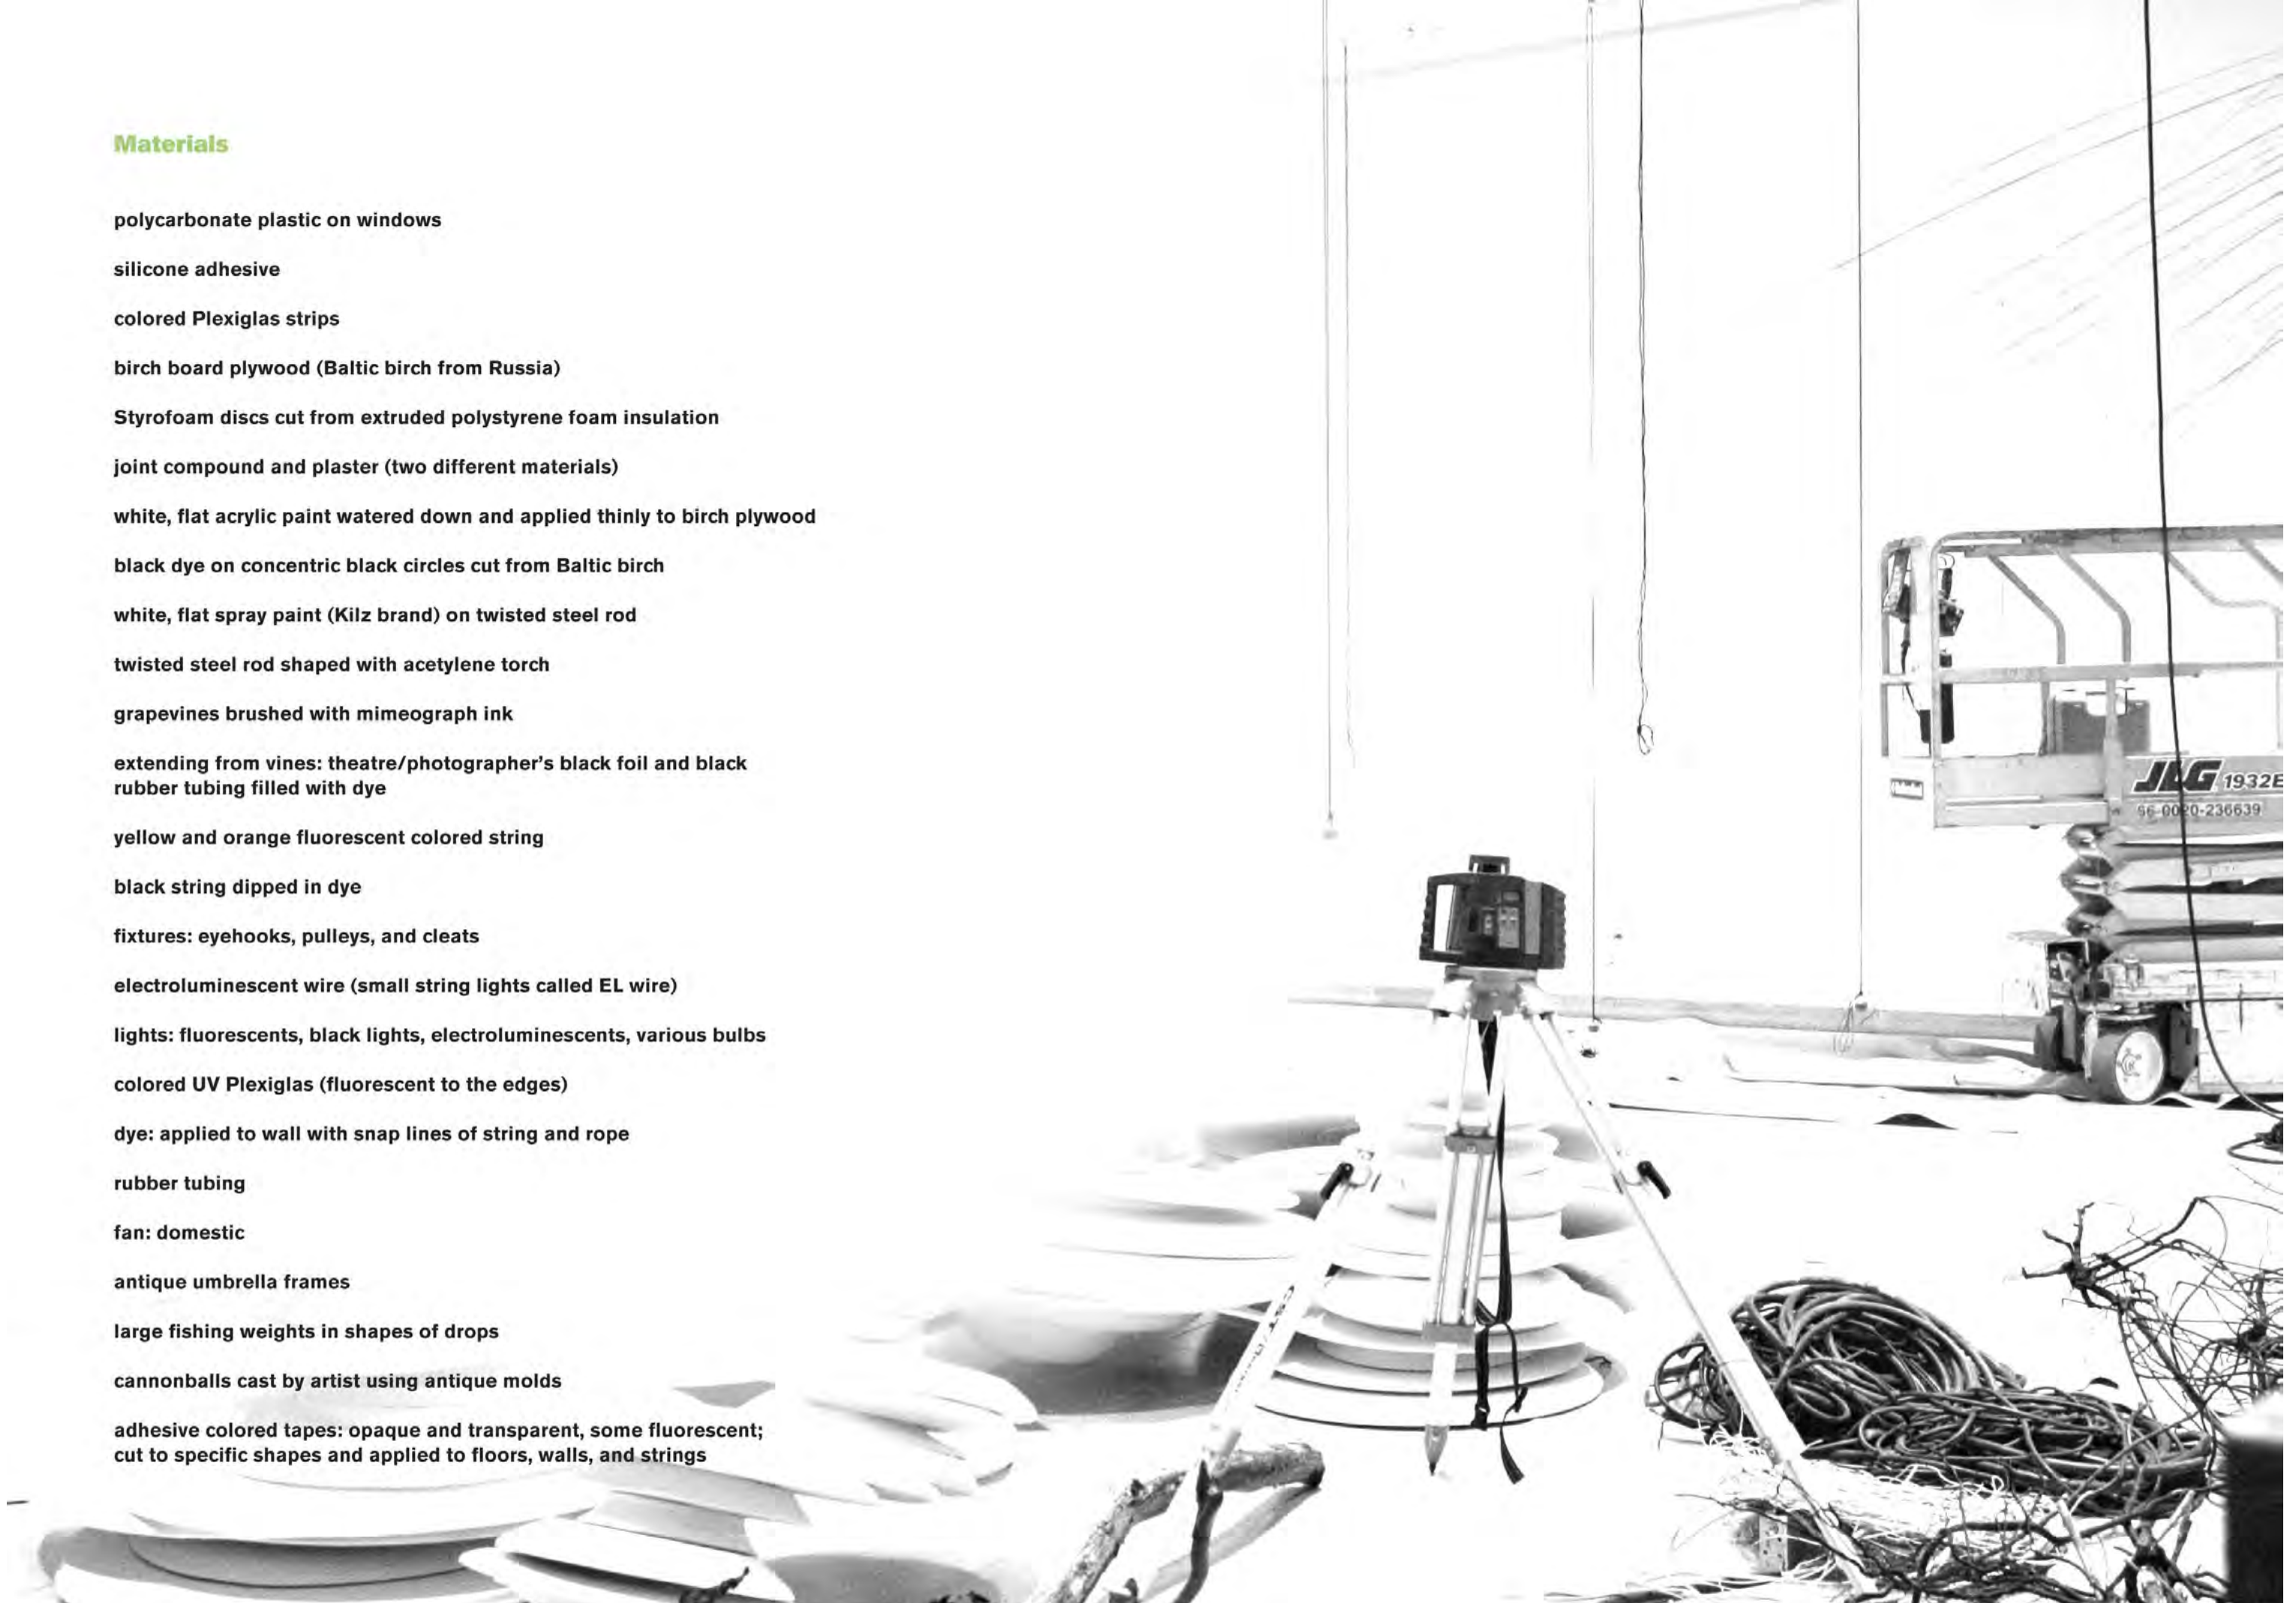 Materials
polycarbonate plastic on windows
silicone adhesive
colored Plexiglas strips
birch board plywood (Baltic birch from Russia)
Styrofoam discs cut from extruded polystyrene foam insulation
joint compound and plaster (two different materials)
white, flat acrylic paint watered down and applied thinly to birch plywood
black dye on concentric black circles cut from Baltic birch
white, flat spray paint (Kilz brand) on twisted steel rod
twisted steel rod shaped with acetylene torch
grapevines brushed with mimeograph ink
extending from vines: theatre/photographer's black foil and black
rubber tubing filled with dye
yellow and orange fluorescent colored string
black string dipped in dye
fixtures: eyehooks, pulleys, and cleats
electroluminescent wire (small string lights called EL wire)
lights: fluorescents, black lights, electroluminescents, various bulbs
colored UV Plexiglas (fluorescent to the edges)
dye: applied to wall with snap lines of string and rope
rubber tubing
fan: domestic
antique umbrella frames
large fishing weights in shapes of drops
cannonballs cast by artist using antique molds
adhesive colored tapes: opaque and transparent, some fluorescent;
cut to specific shapes and applied to floors, walls, and strings
JLG 1932E
66-0020-236639